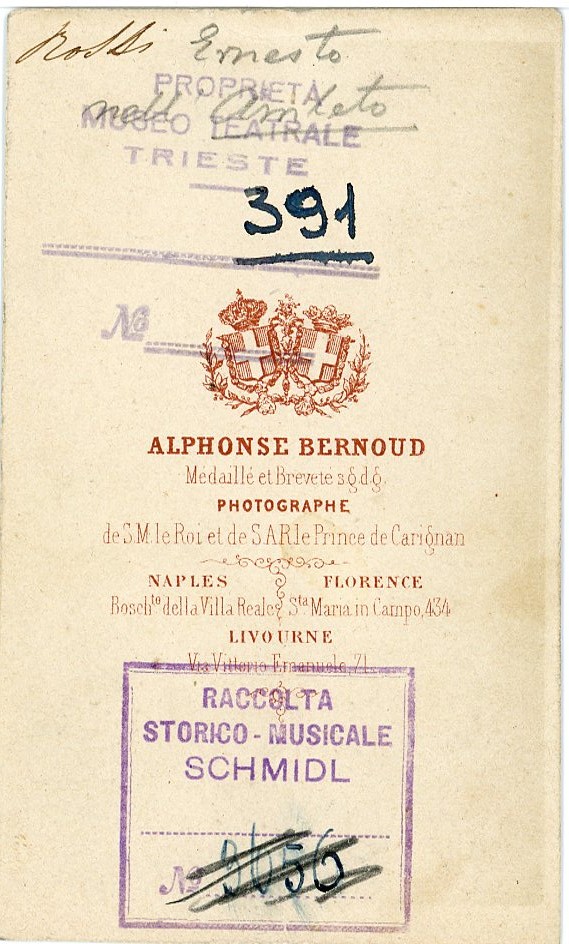 Rossi Ernesto
PROPRIETÀ
nell'Amleto
MUSEO TEATRALE
TRIESTE
391
No
ALPHONSE BERNOUD
Médaillé et Breveté s.g.d.g.
PHOTOGRAPHE
de S.M. le Roi et de S.A.R. le Prince de Carignan
NAPLES FLORENCE
Boschto della Villa Reale Sta Maria in Campo, 434
LIVOURNE
Via Vittorio Emanuele, 71.
RACCOLTA
STORICO-MUSICALE
SCHMIDL
No 3656